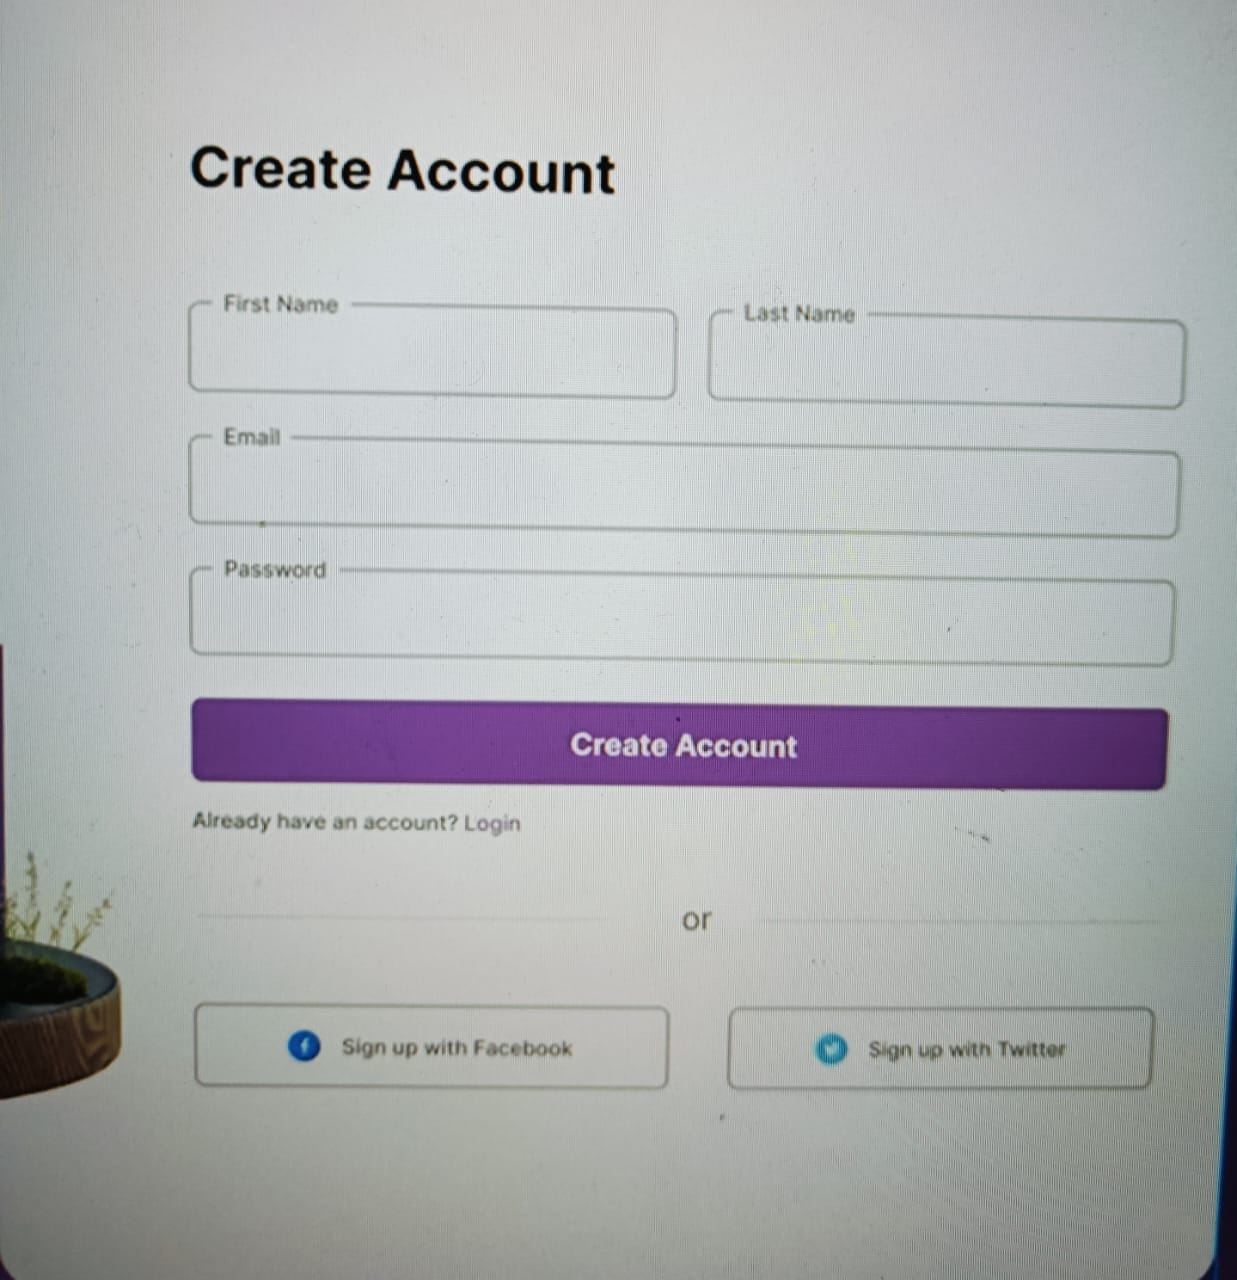 Create Account
First Name
Last Name
Email
Password
Create Account
Already have an account? Login
or
Sign up with Facebook
Sign up with Twitter